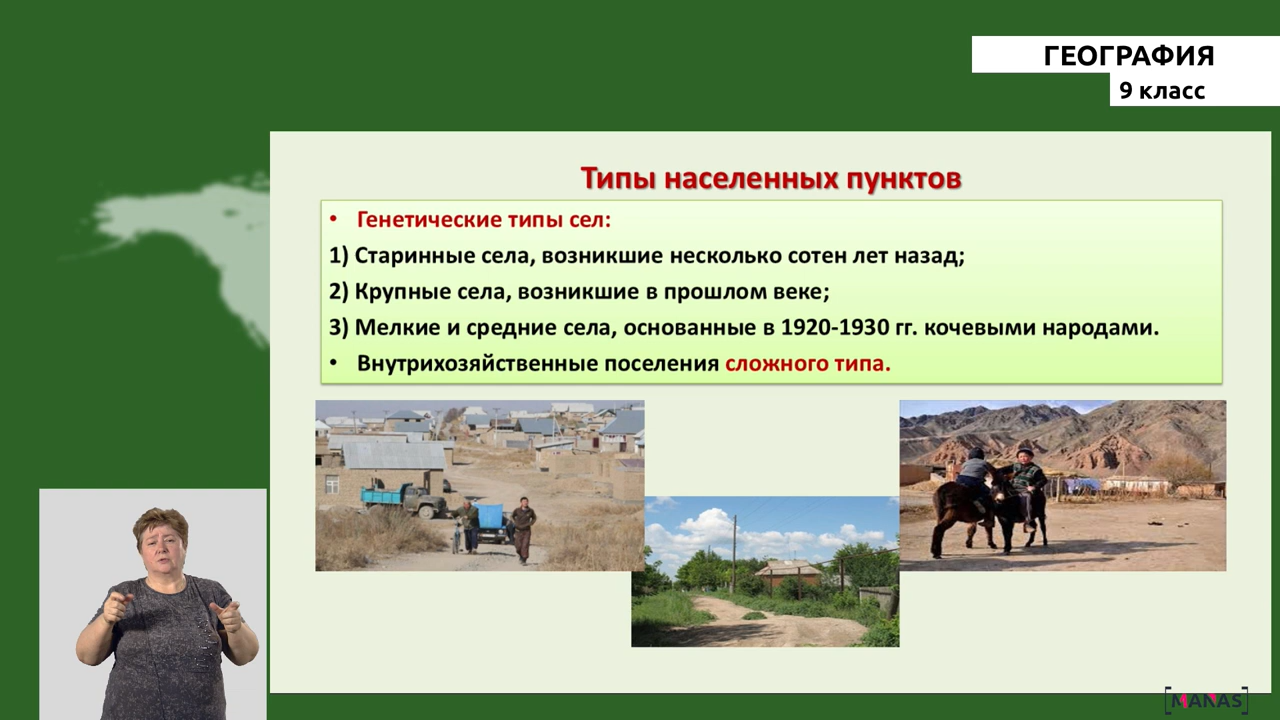 ГЕОГРАФИЯ
9 класс
Типы населенных пунктов
• Генетические типы сел:
1) Старинные села, возникшие несколько сотен лет назад;
2) Крупные села, возникшие в прошлом веке;
3) Мелкие и средние села, основанные в 1920-1930 гг. кочевыми народами.
• Внутрихозяйственные поселения сложного типа.
[MANAS]